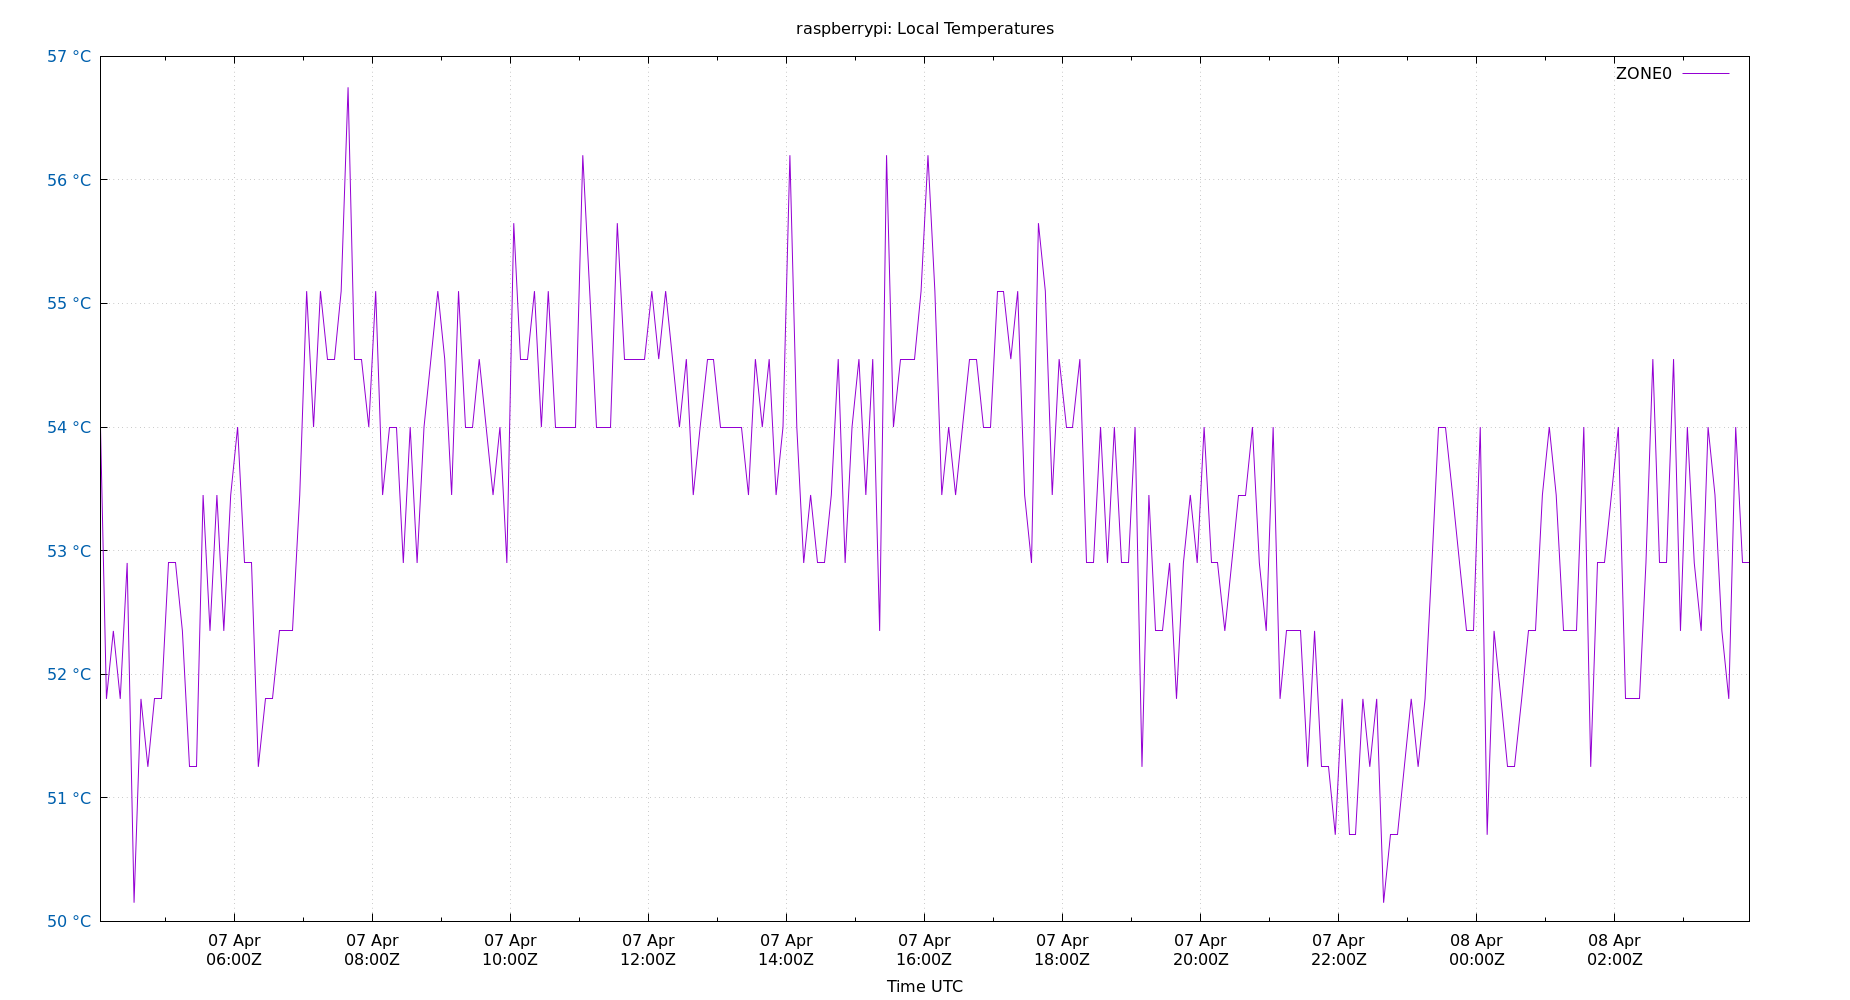 raspberrypi: Local Temperatures
57 °C
ZONE0
56 °C
55 °C
54 °C
53 °C
52 °C
51 °C
50 °C
07 Apr 07 Apr 07 Apr 07 Apr 07 Apr 07 Apr 07 Apr 07 Apr 07 Apr 08 Apr 08 Apr
06:00Z 08:00Z 10:00Z 12:00Z 14:00Z 16:00Z 18:00Z 20:00Z 22:00Z 00:00Z 02:00Z
Time UTC